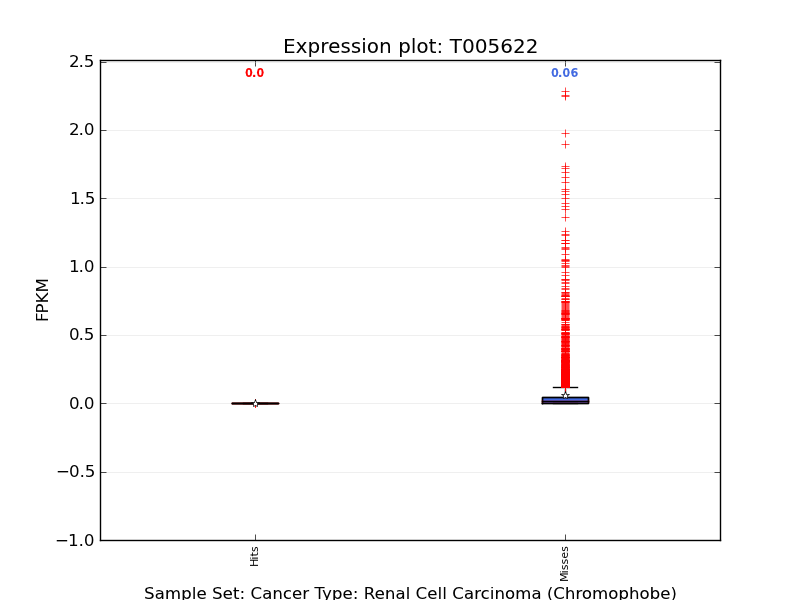 Expression plot: T005622
0.0
0.06
2.5
2.0
1.5
1.0
0.5
0.0
−0.5
−1.0
FPKM
Hits
Misses
Sample Set: Cancer Type: Renal Cell Carcinoma (Chromophobe)